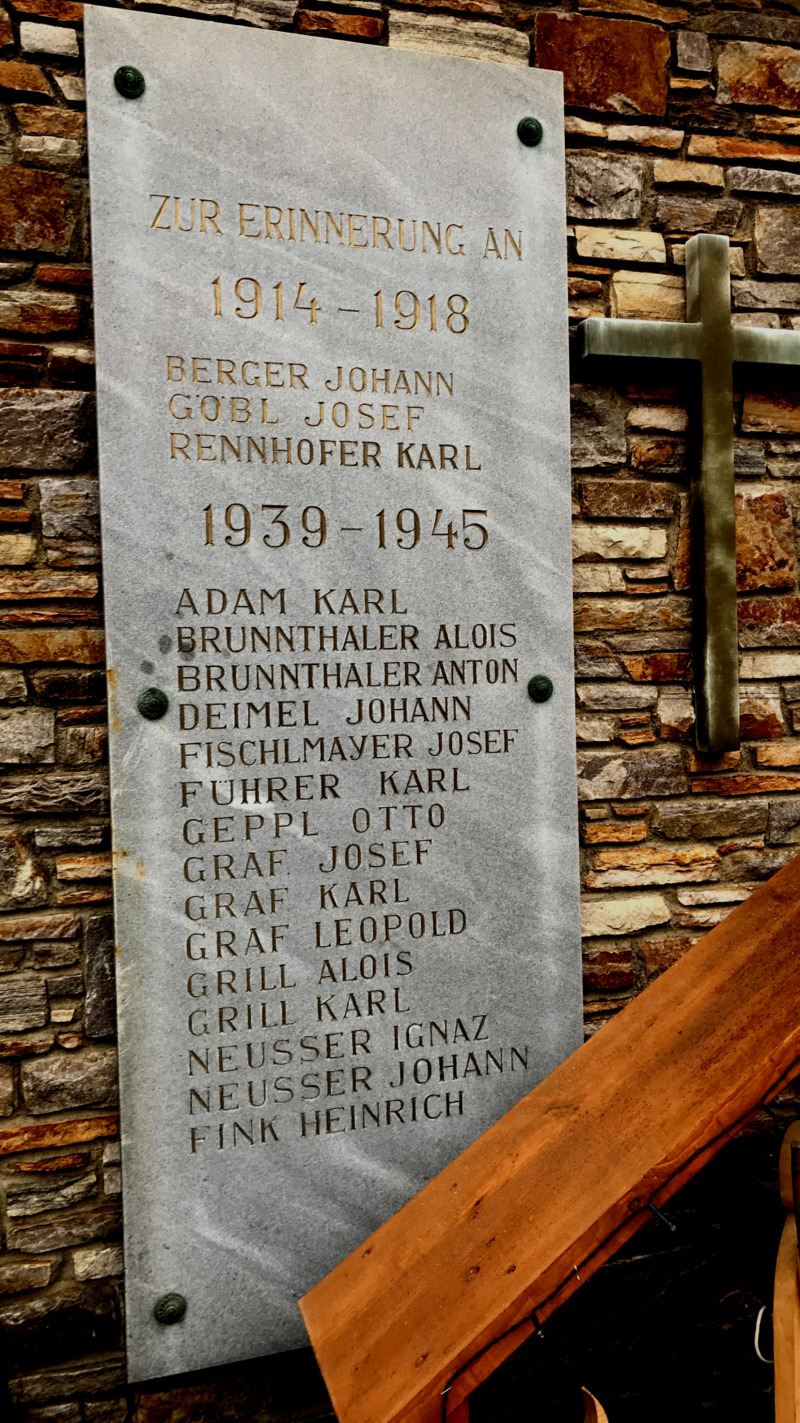 ZUR ERINNERUNG AN
1914-1918
BERGER JOHANN
GÖBL JOSEF
RENNHOFER KARL
1939-1945
ADAM KARL
BRUNNTHALER ALOIS
BRUNNTHALER ANTON
DEIMEL JOHANN
FISCHLMAYER JOSEF
FÜHRER KARL
GEPPL OTTO
GRAF JOSEF
GRAF KARL
GRAF LEOPOLD
GRILL ALOIS
GRILL KARL
NEUSSER IGNAZ
NEUSSER JOHANN
FINK HEINRICH